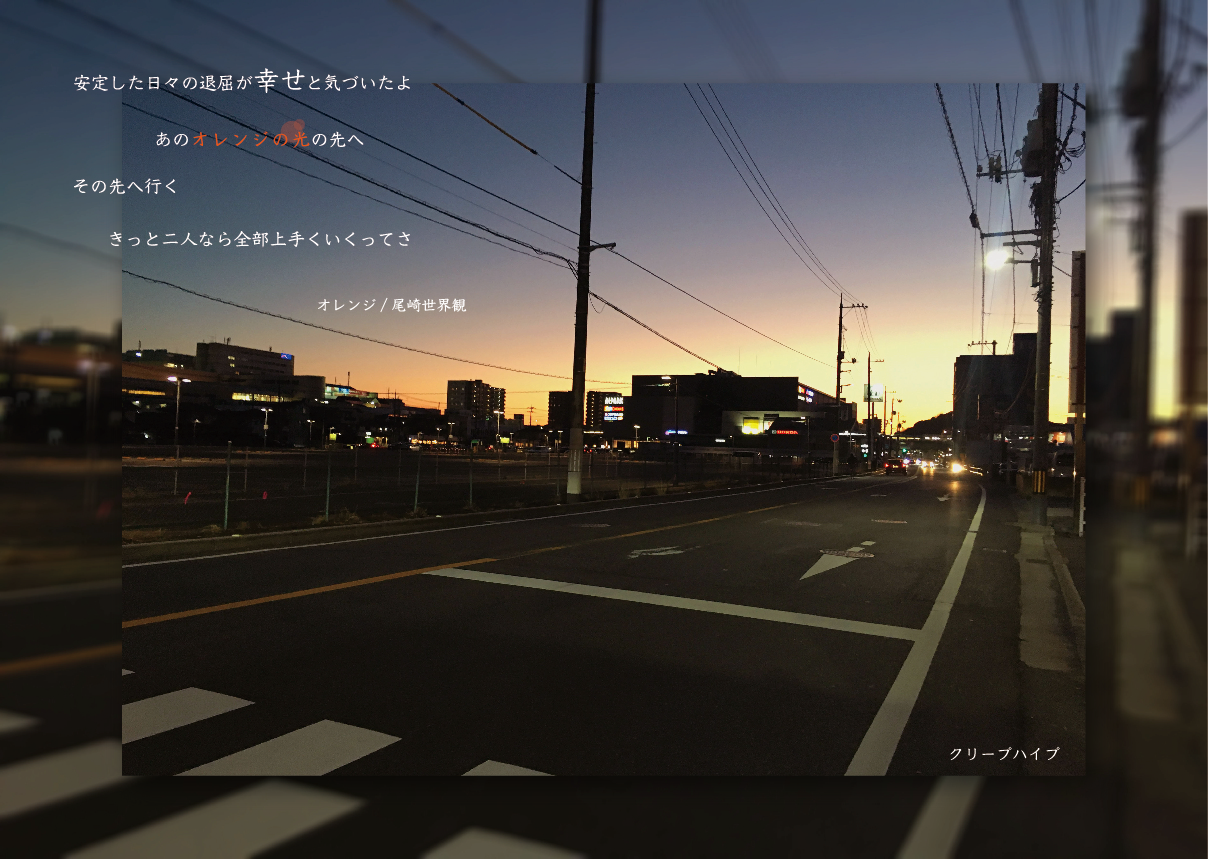 安定した日々の退屈が幸せと気づいたよ
あのオレンジの光の先へ
その先へ行く
きっと二人なら全部上手くいくってさ
オレンジ / 尾崎世界観
クリープハイプ